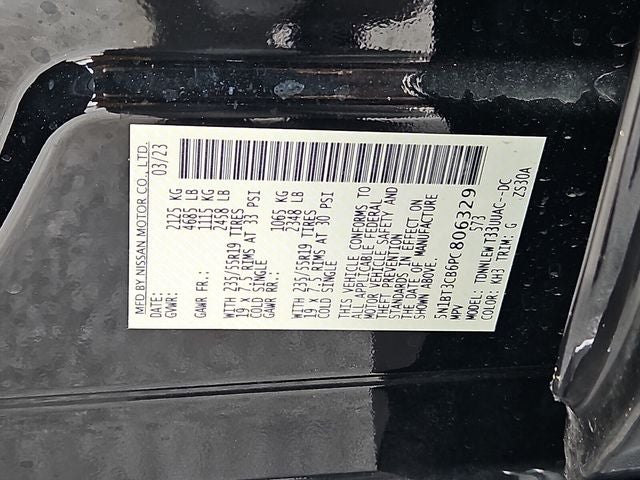 MFD BY NISSAN MOTOR CO., LTD.
DATE: 03/23
GVWR: 2125 KG
4685 LB
GAWR FR.: 1115 KG
2458 LB
WITH 235/55R19 TIRES
19 x 7.5 RIMS AT 33 PSI
COLD SINGLE
GAWR RR.: 1065 KG
2348 LB
WITH 235/55R19 TIRES
19 x 7.5 RIMS AT 30 PSI
COLD SINGLE
THIS VEHICLE CONFORMS TO
ALL APPLICABLE FEDERAL
MOTOR VEHICLE SAFETY AND
THEFT PREVENTION
STANDARDS IN EFFECT ON
THE DATE OF MANUFACTURE
SHOWN ABOVE.
5N1BT3CB6PC806329
MPV 573
MODEL: TDNNLEW T33UUAC--DC
COLOR: KH3 TRIM: G
ZS30A